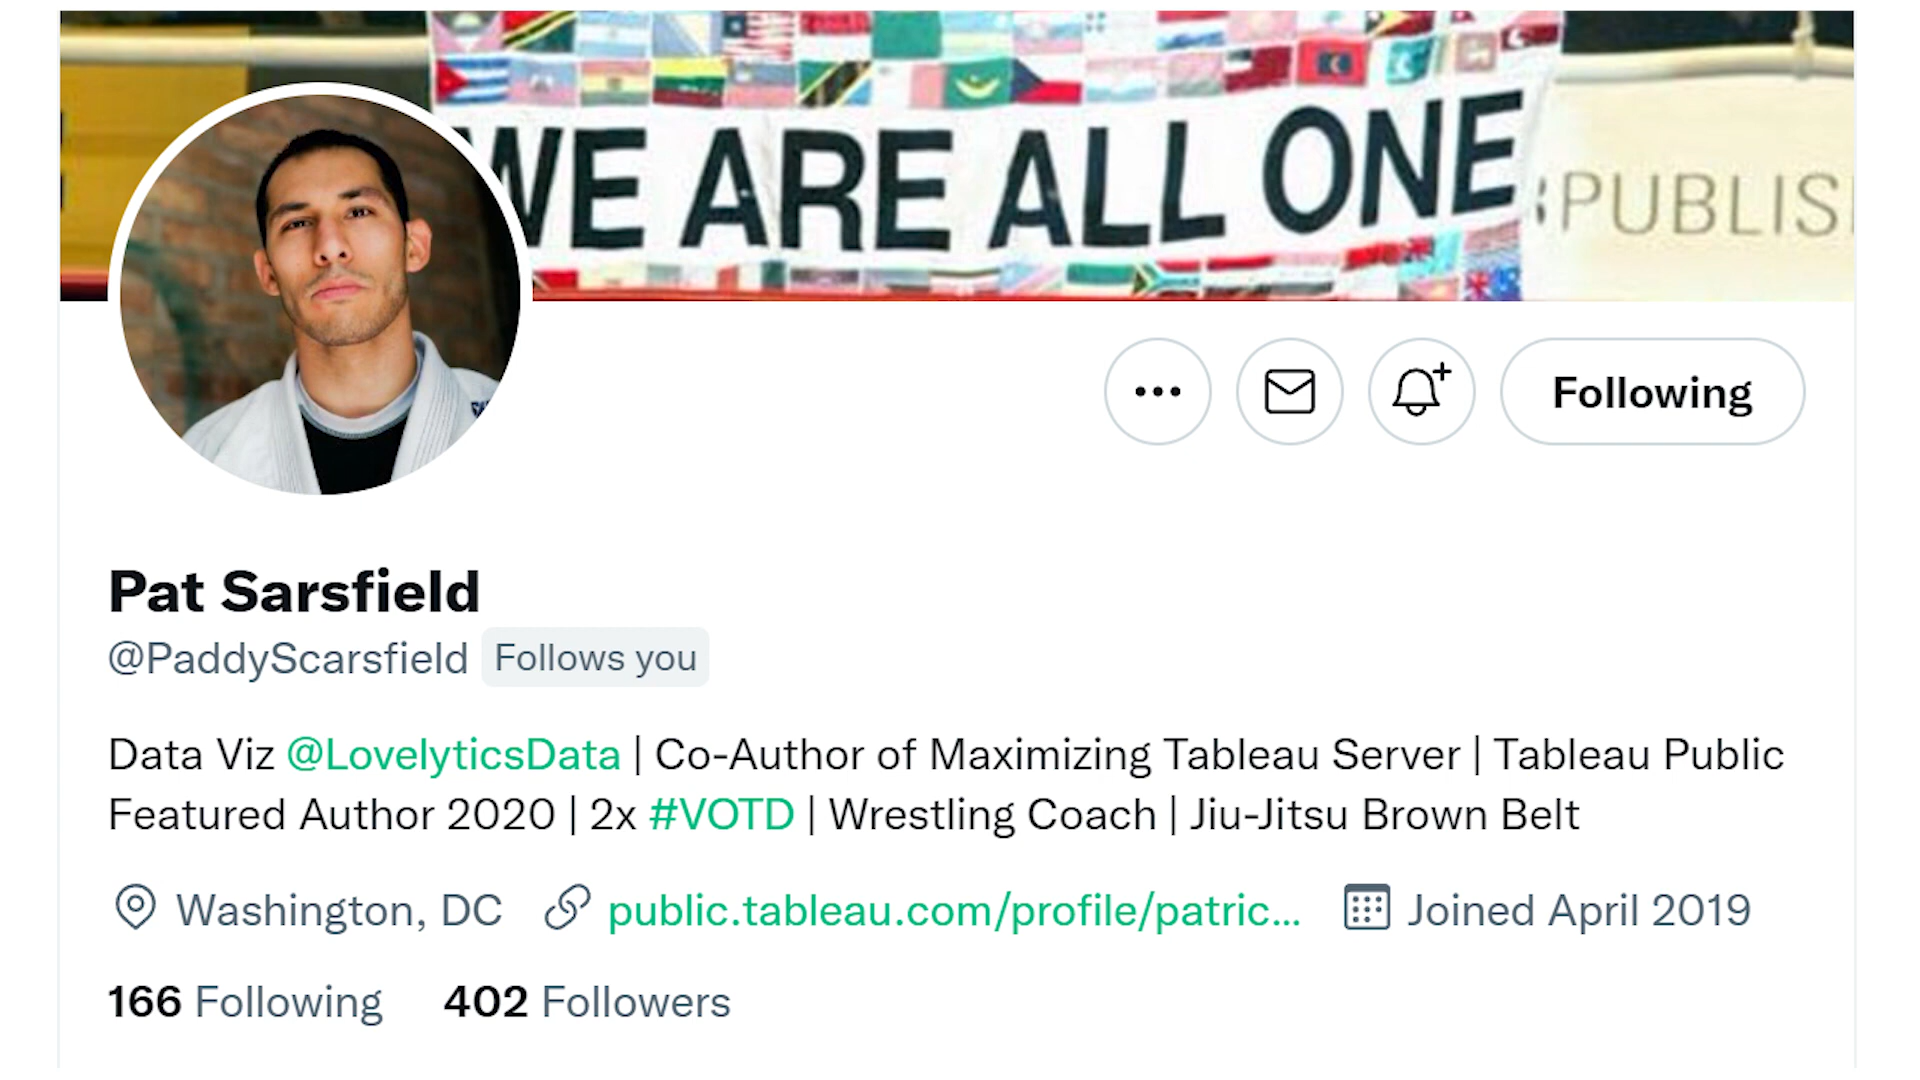 WE ARE ALL ONE
PUBLIS
Following
Pat Sarsfield
@PaddyScarsfield Follows you
Data Viz @LovelyticsData | Co-Author of Maximizing Tableau Server | Tableau Public
Featured Author 2020 | 2x #VOTD | Wrestling Coach | Jiu-Jitsu Brown Belt
Washington, DC public.tableau.com/profile/patric... Joined April 2019
166 Following 402 Followers